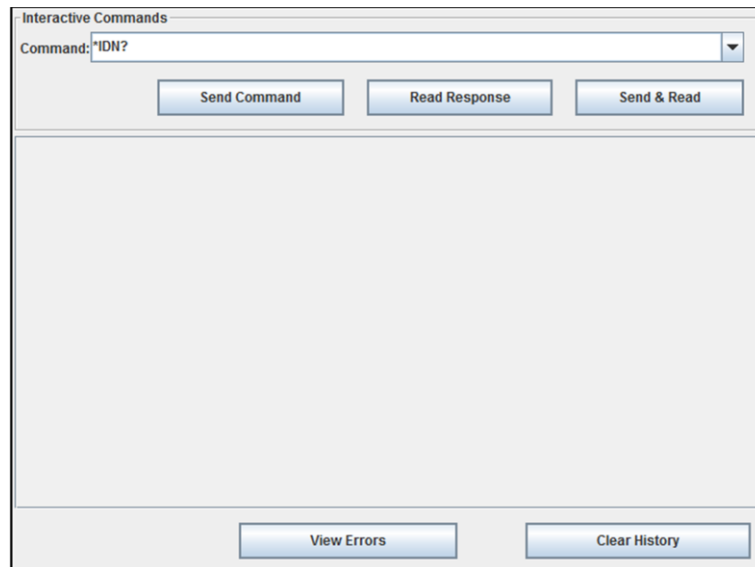 Interactive Commands
Command: *IDN?
Send Command Read Response Send & Read
View Errors Clear History